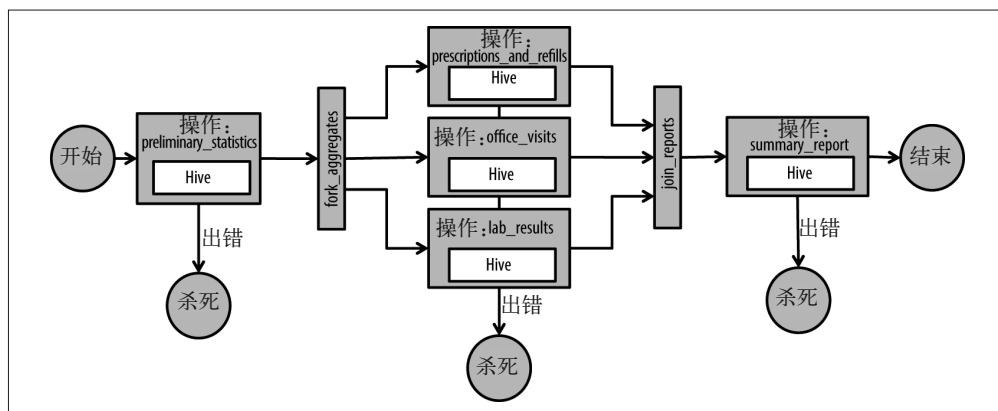 开始
操作：
preliminary_statistics
Hive
出错
杀死
fork_aggregates
操作：
prescriptions_and_refills
Hive
操作：office_visits
Hive
操作：lab_results
Hive
出错
杀死
join_reports
操作：
summary_report
Hive
出错
杀死
结束